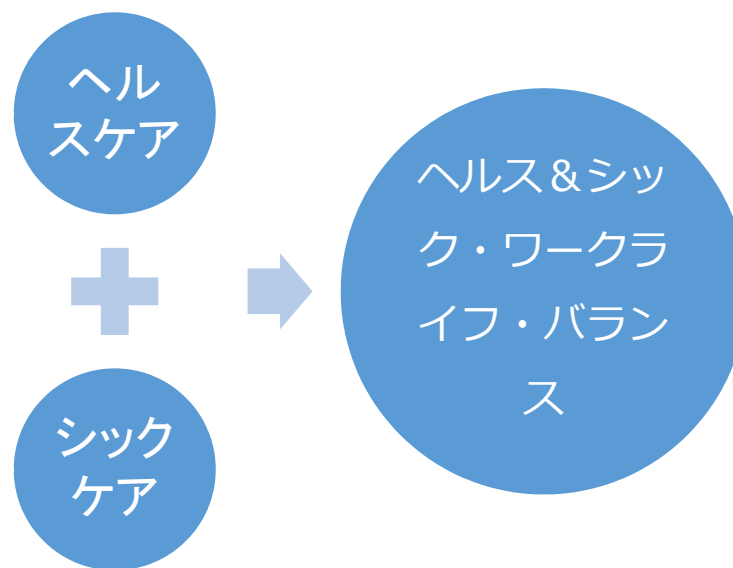 ヘル
スケア
シック
ケア
ヘルス＆シッ
ク・ワークラ
イフ・バラン
ス